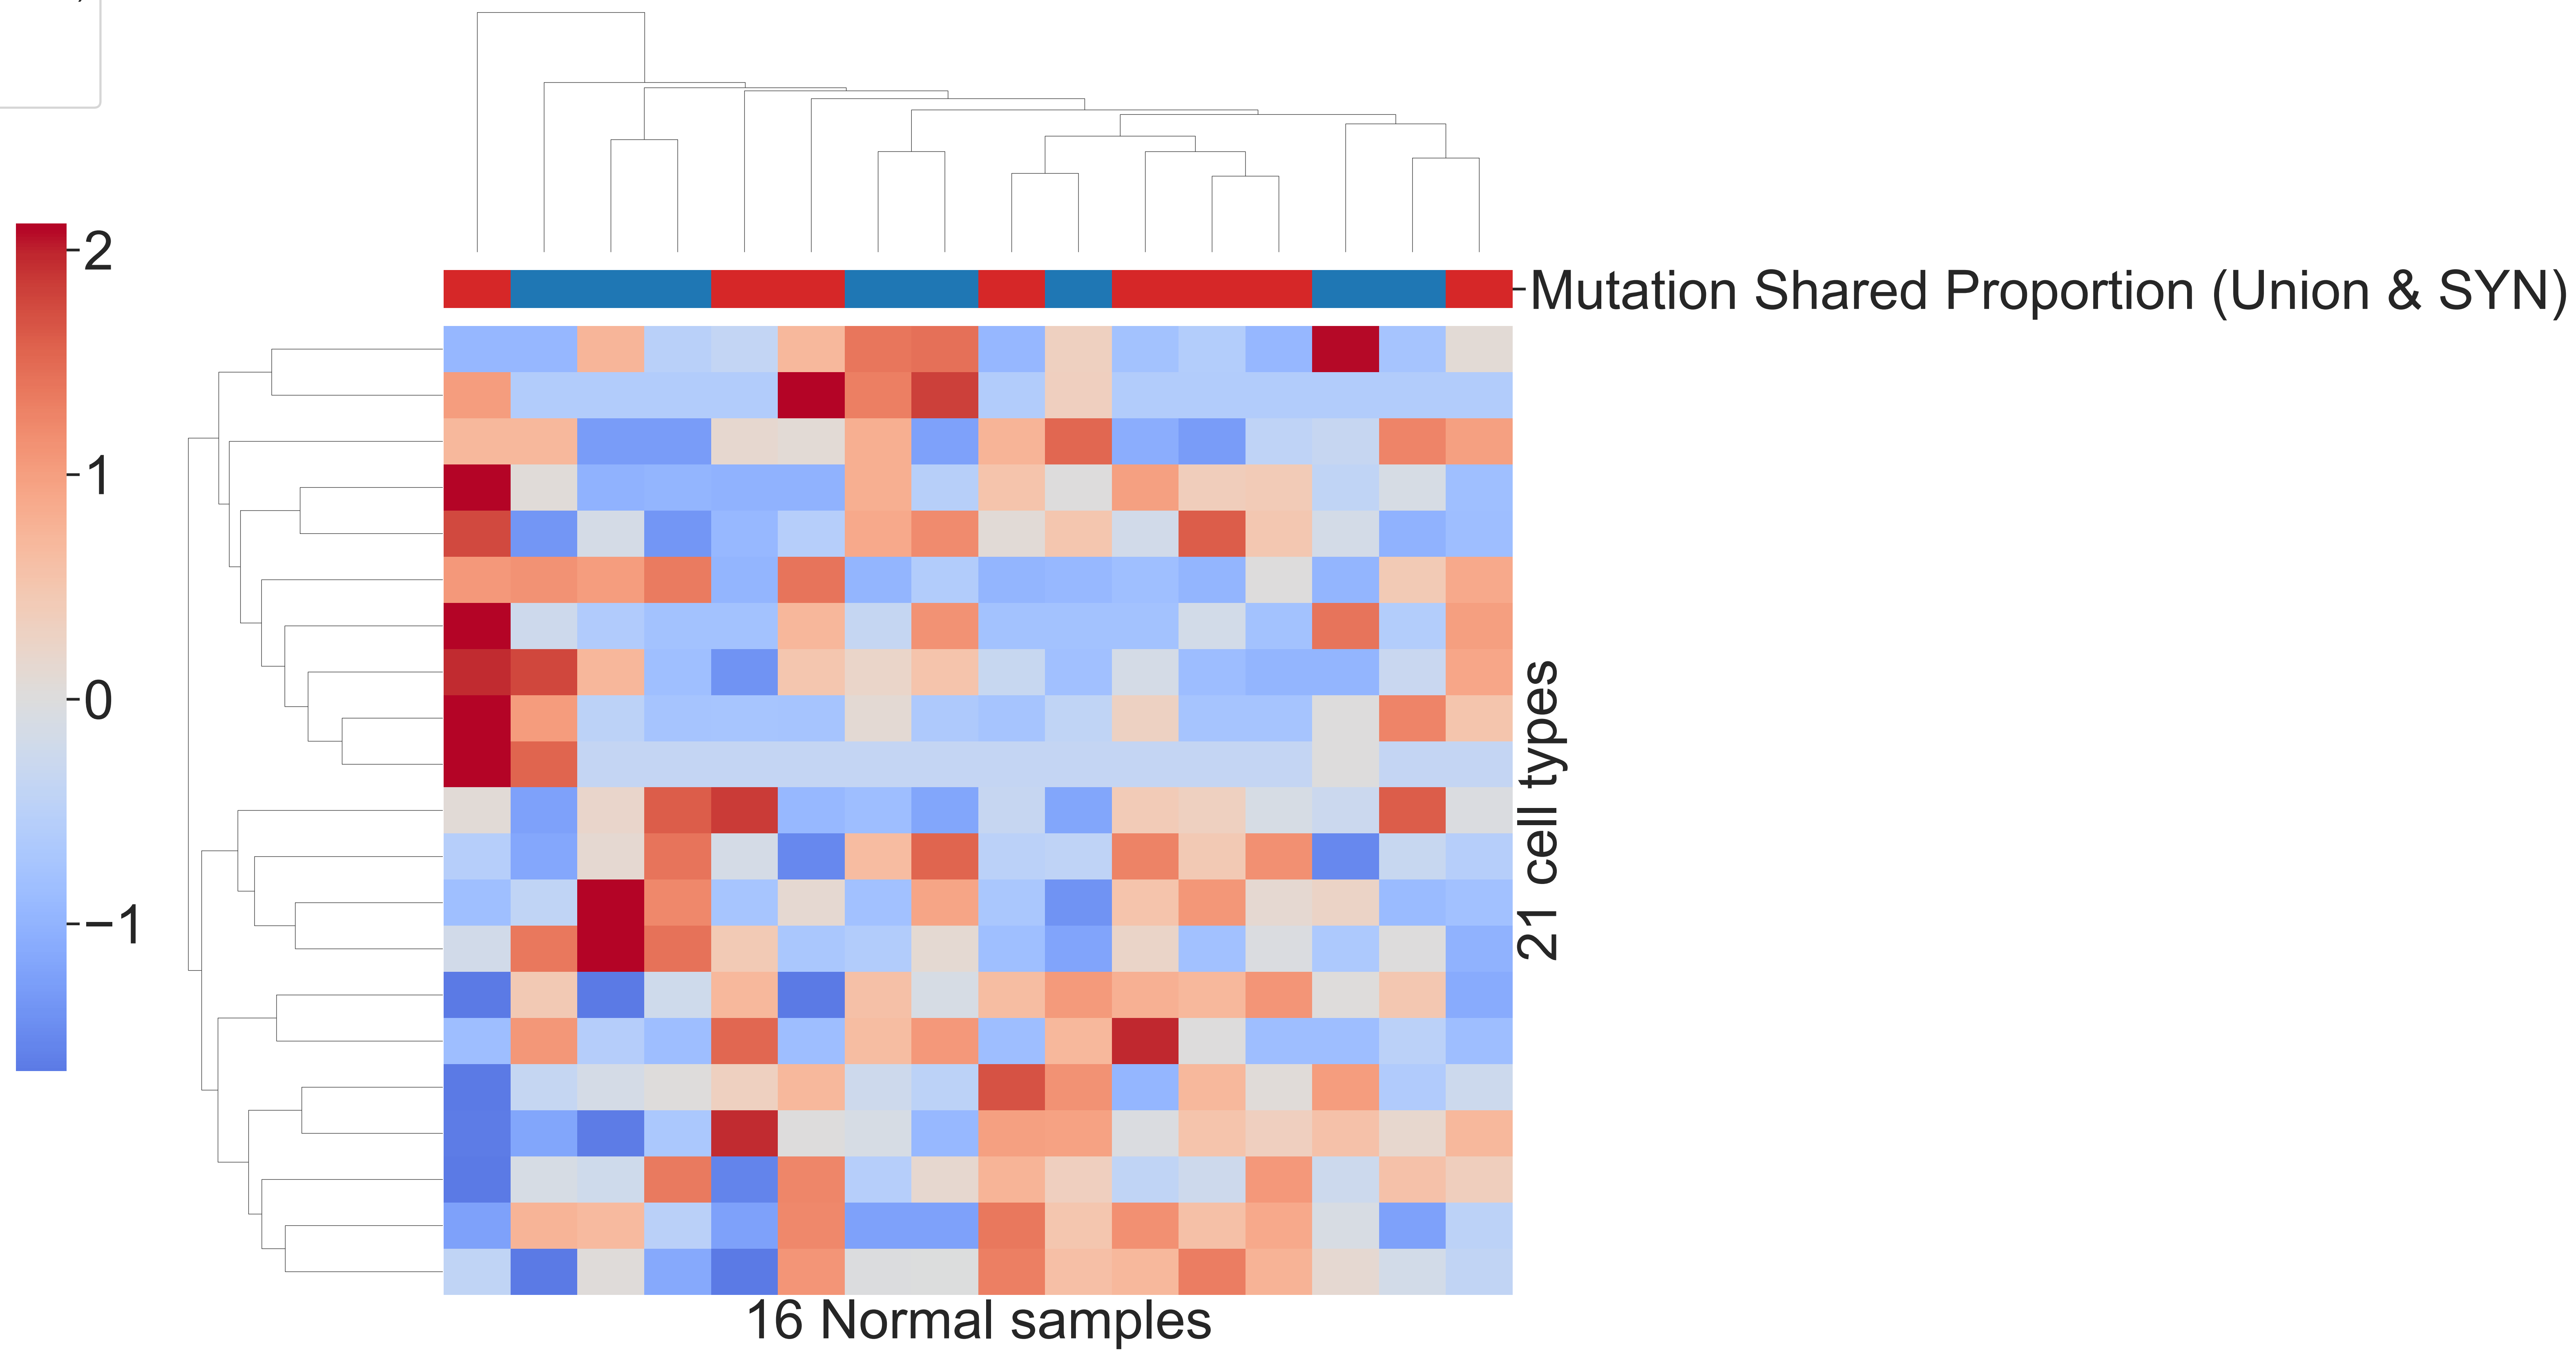 Mutation Shared Proportion (Union & SYN)
2
1
0
−1
21 cell types
16 Normal samples